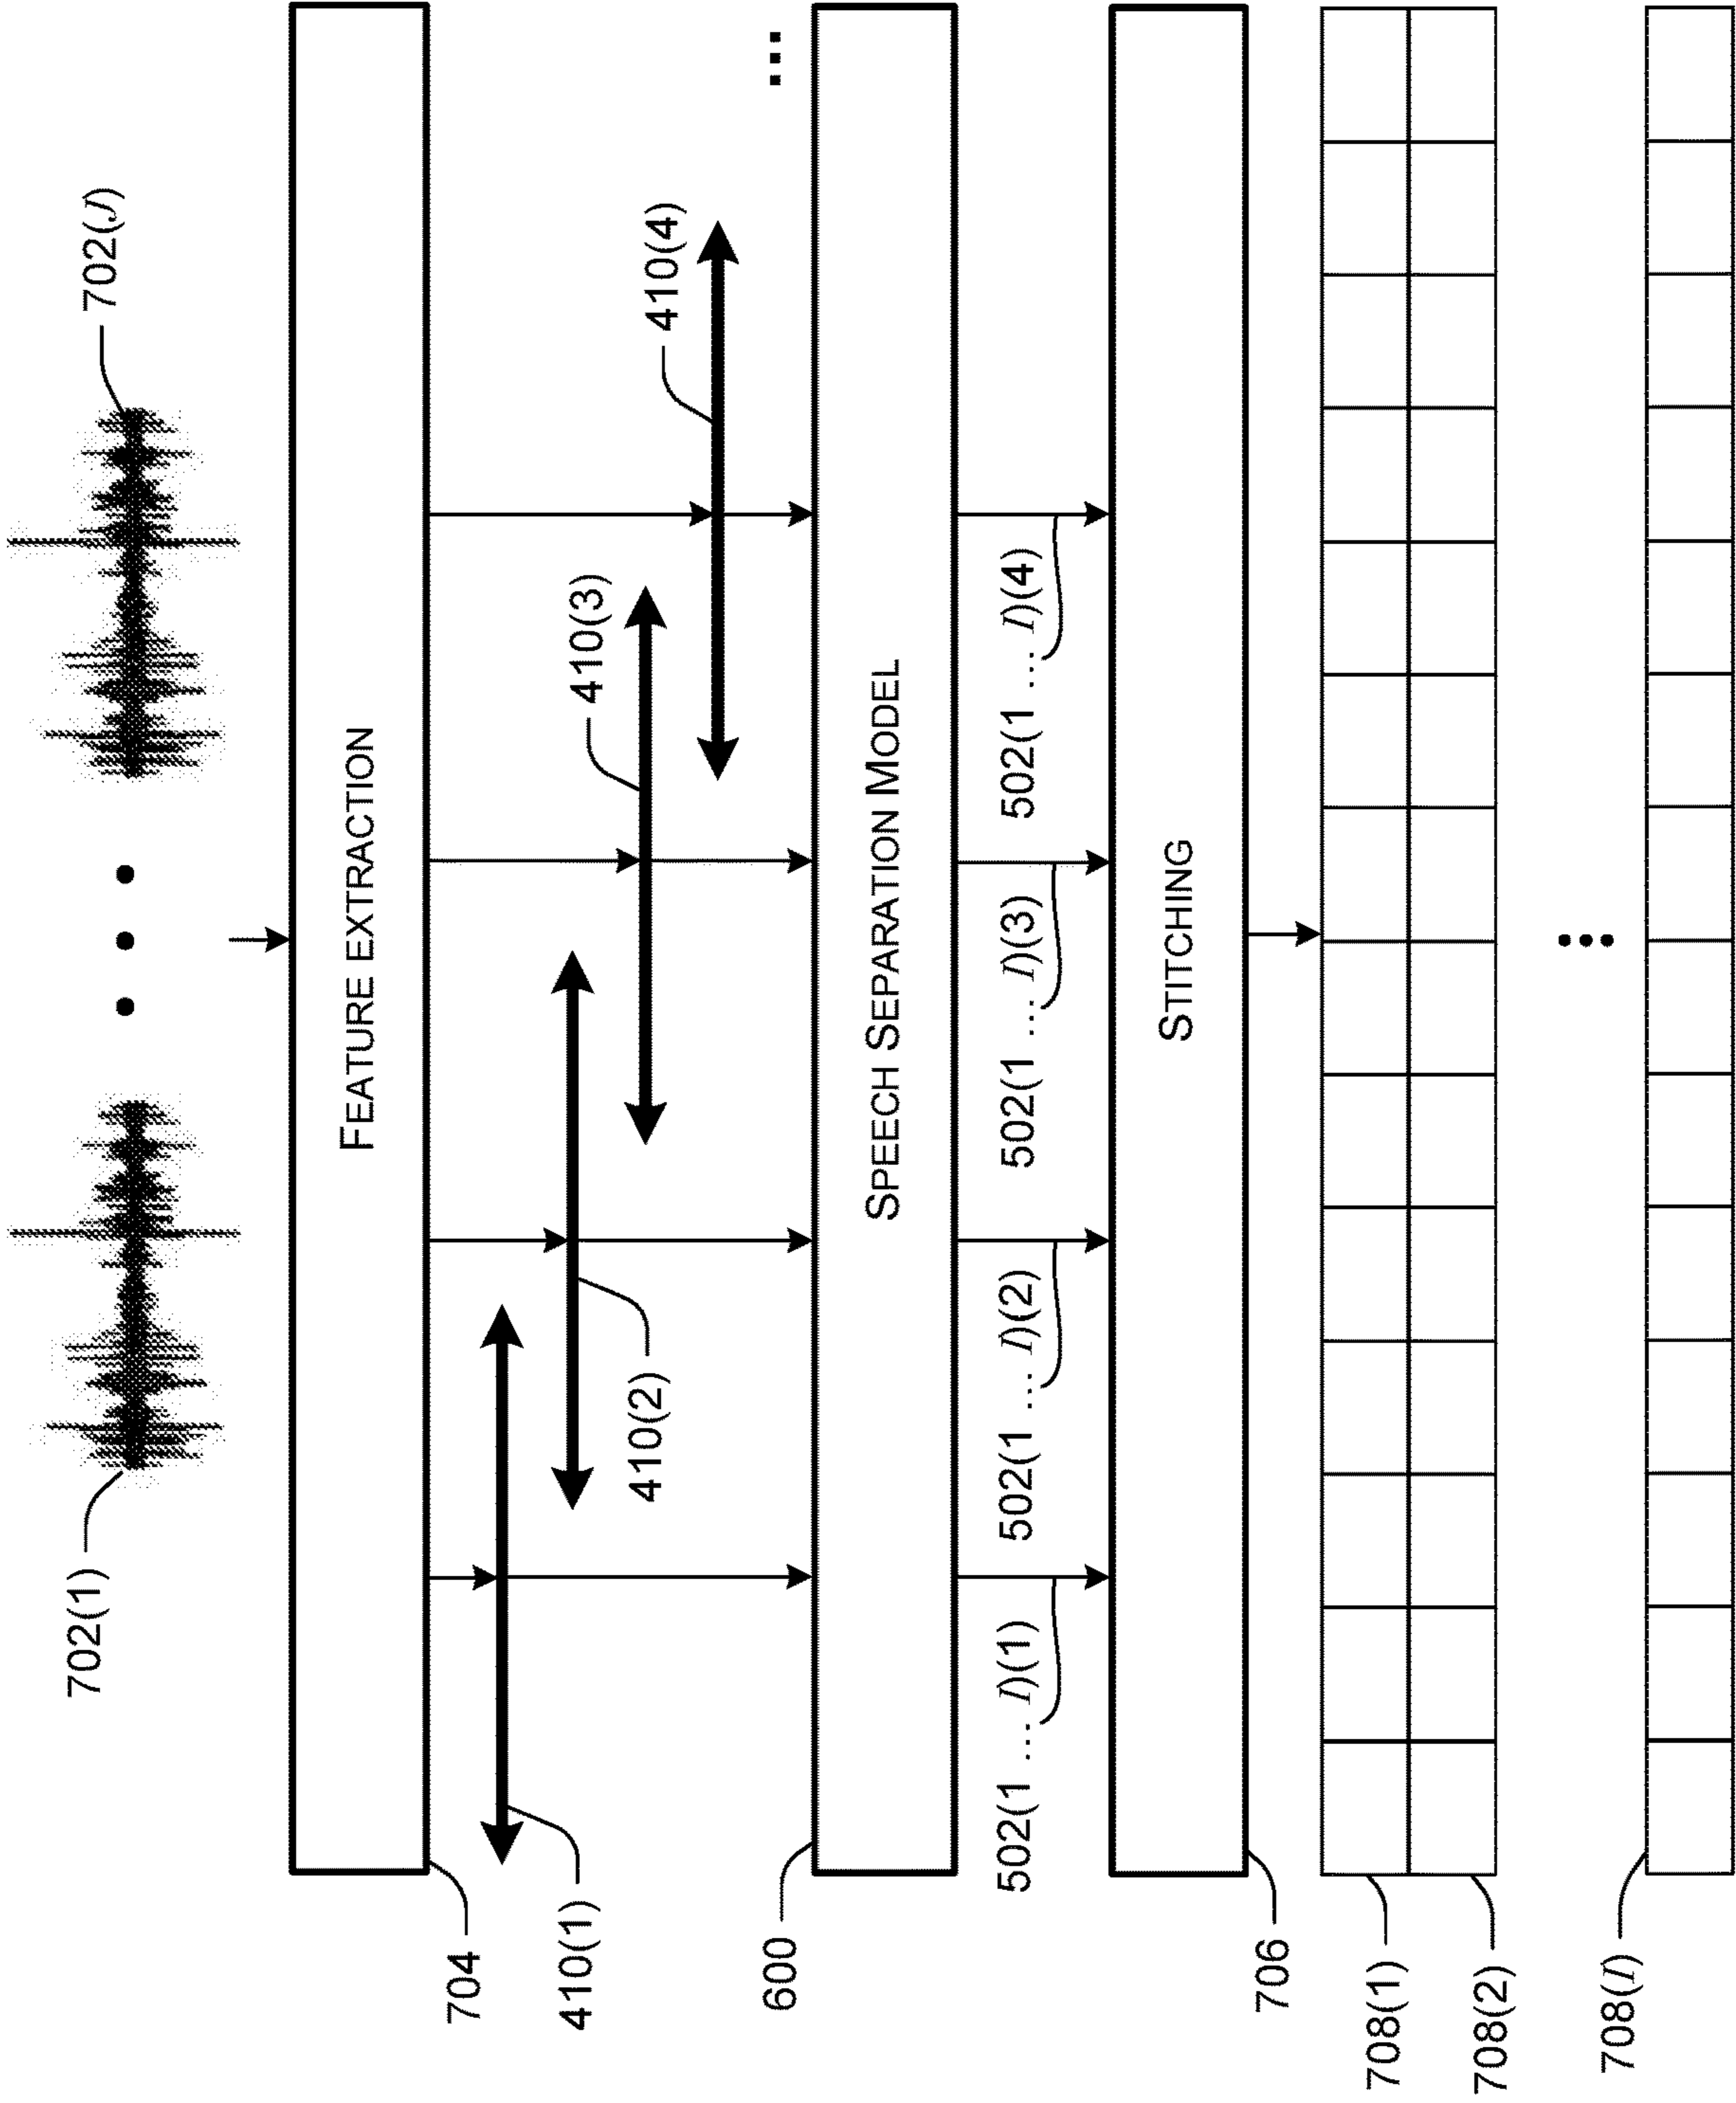 702(1)
702(J)
FEATURE EXTRACTION
704
410(1)
410(2)
410(3)
410(4)
...
SPEECH SEPARATION MODEL
600
502(1 ... I)(1)
502(1 ... I)(2)
502(1 ... I)(3)
502(1 ... I)(4)
STITCHING
706
708(1)
708(2)
708(I)